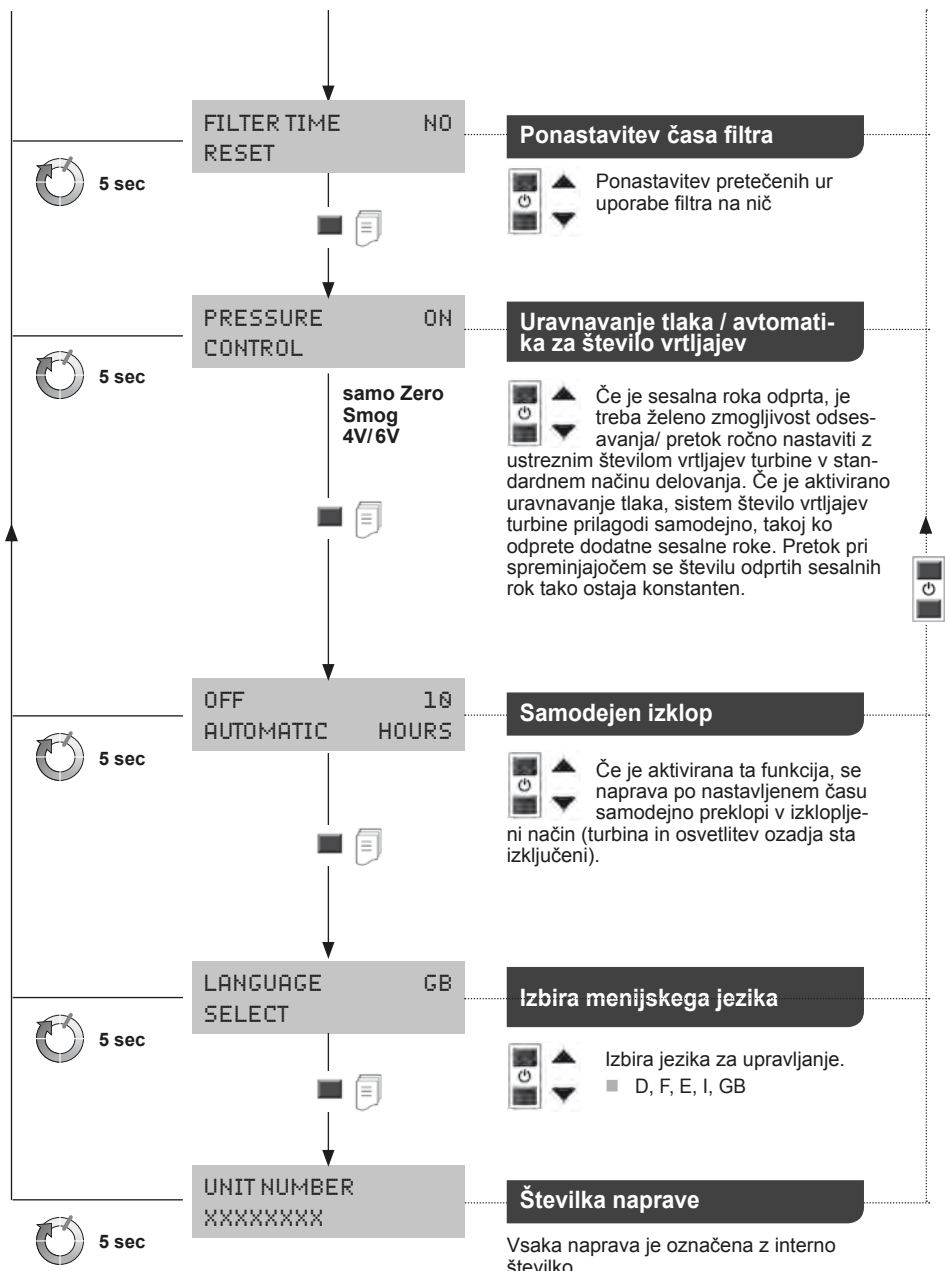 FILTER TIME NO
RESET
Ponastavitev časa filtra
5 sec
Ponastavitev pretečenih ur
uporabe filtra na nič
PRESSURE ON
CONTROL
Uravnavanje tlaka / avtomati-
ka za število vrtljajev
5 sec
samo Zero
Smog
4V/6V
Če je sesalna roka odprta, je
treba želeno zmogljivost odses-
avanja/ pretok ročno nastaviti z
ustreznim številom vrtljajev turbine v stan-
dardnem načinu delovanja. Če je aktivirano
uravnavanje tlaka, sistem število vrtljajev
turbine prilagodi samodejno, takoj ko
odprete dodatne sesalne roke. Pretok pri
spreminjajočem se številu odprtih sesalnih
rok tako ostaja konstanten.
OFF 10
AUTOMATIC HOURS
Samodejen izklop
5 sec
Če je aktivirana ta funkcija, se
naprava po nastavljenem času
samodejno preklopi v izkloplje-
ni način (turbina in osvetlitev ozadja sta
izključeni).
LANGUAGE GB
SELECT
Izbira menijskega jezika
5 sec
Izbira jezika za upravljanje.
D, F, E, I, GB
UNIT NUMBER
XXXXXXXX
Številka naprave
5 sec
Vsaka naprava je označena z interno
številko